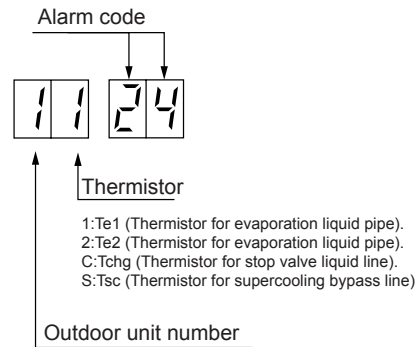 Alarm code
11 24
Thermistor
1:Te1 (Thermistor for evaporation liquid pipe).
2:Te2 (Thermistor for evaporation liquid pipe).
C:Tchg (Thermistor for stop valve liquid line).
S:Tsc (Thermistor for supercooling bypass line)
Outdoor unit number